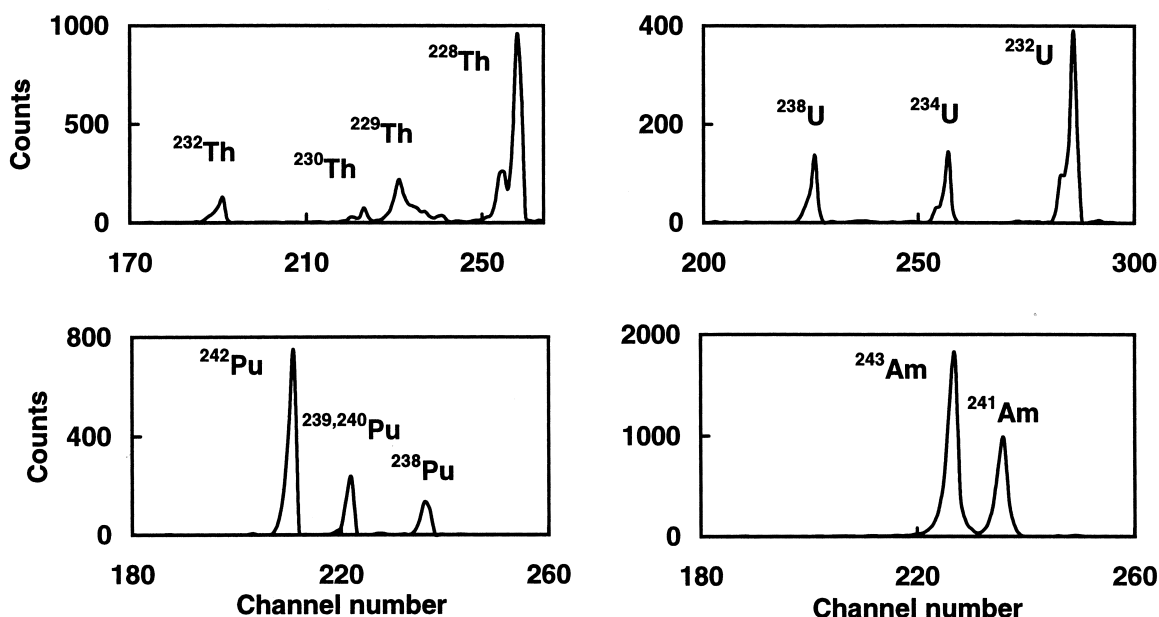 1000
500
0
Counts
²³²Th
²³⁰Th
²²⁹Th
²²⁸Th
170
210
250
400
200
0
²³⁸U
²³⁴U
²³²U
200
250
300
800
400
0
Counts
²⁴²Pu
²³⁹,²⁴⁰Pu
²³⁸Pu
180
220
260
Channel number
2000
1000
0
²⁴³Am
²⁴¹Am
180
220
260
Channel number